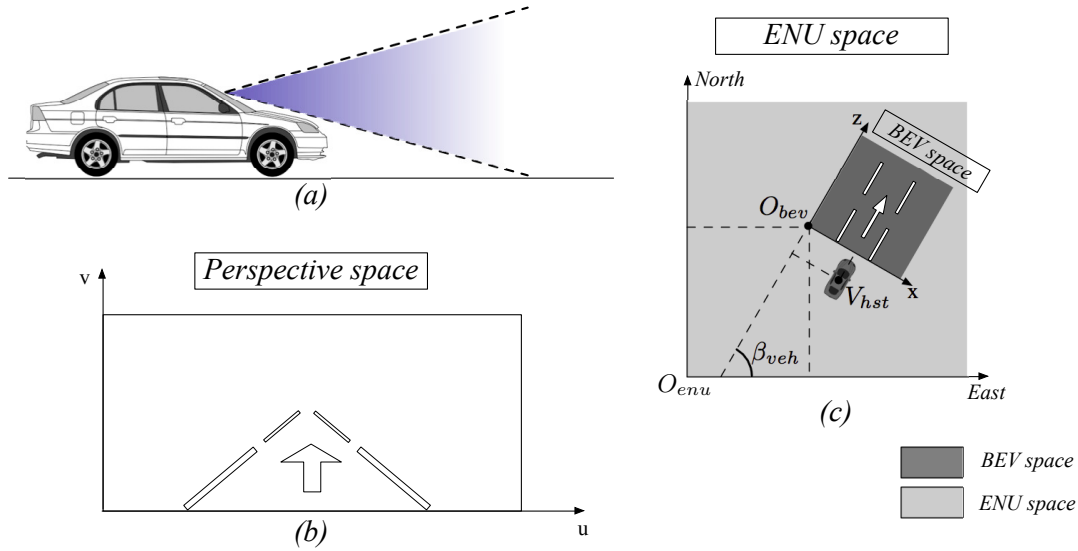 (a)
Perspective space
v
u
(b)
ENU space
North
z
BEV space
O_bev
x
V_hst
β_veh
O_enu
East
(c)
BEV space
ENU space